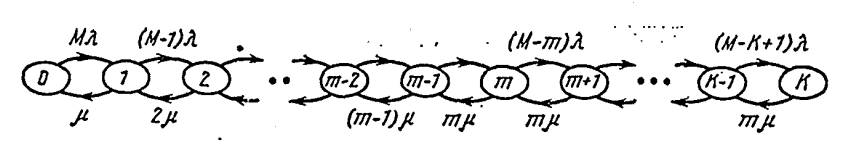 Mλ (M-1)λ (M-m)λ (M-K+1)λ
0 1 2 m-2 m-1 m m+1 K-1 K
μ 2μ (m-1)μ mμ mμ mμ